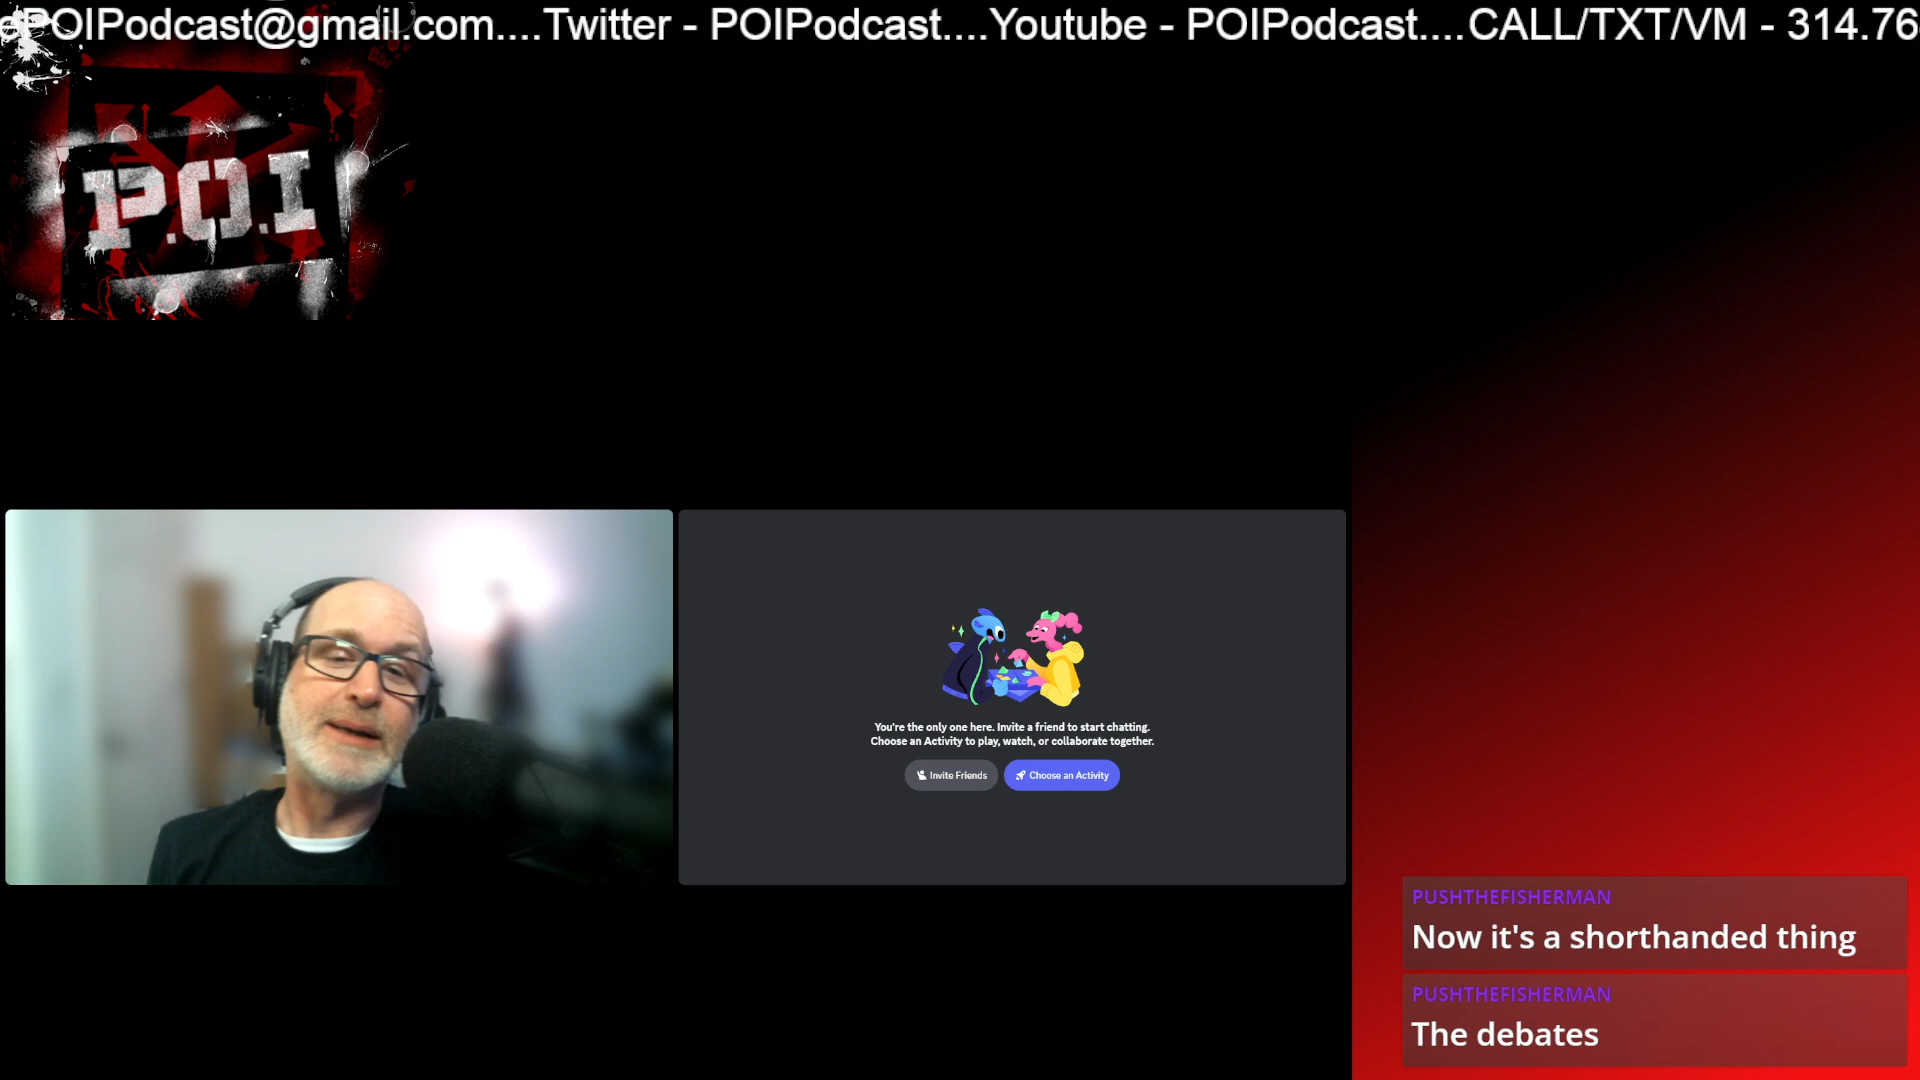 ePOIPodcast@gmail.com....Twitter - POIPodcast....Youtube - POIPodcast....CALL/TXT/VM - 314.76
P.O.I
You're the only one here. Invite a friend to start chatting.
Choose an Activity to play, watch, or collaborate together.
Invite Friends
Choose an Activity
PUSHTHEFISHERMAN
Now it's a shorthanded thing
PUSHTHEFISHERMAN
The debates